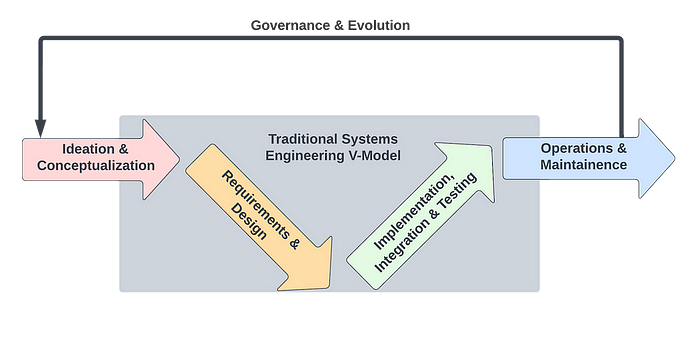 Governance & Evolution
Traditional Systems
Engineering V-Model
Ideation &
Conceptualization
Requirements &
Design
Implementation,
Integration & Testing
Operations &
Maintainence